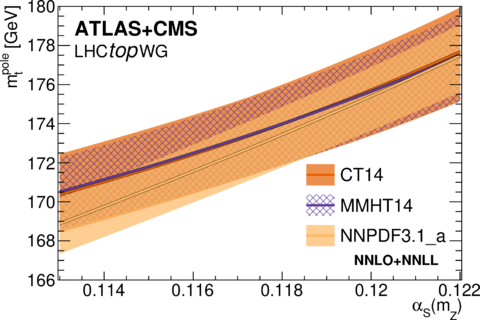 180
178
176
174
172
170
168
166
m_t^pole [GeV]
ATLAS+CMS
LHCtopWG
CT14
MMHT14
NNPDF3.1_a
NNLO+NNLL
0.114
0.116
0.118
0.12
0.122
α_S(m_Z)